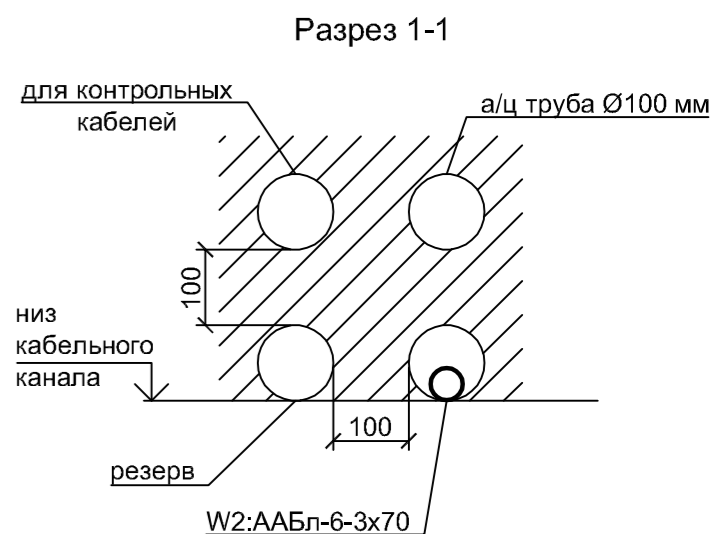 Разрез 1-1
для контрольных
кабелей
а/ц труба Ø100 мм
100
низ
кабельного
канала
100
резерв
W2:ААБл-6-3х70